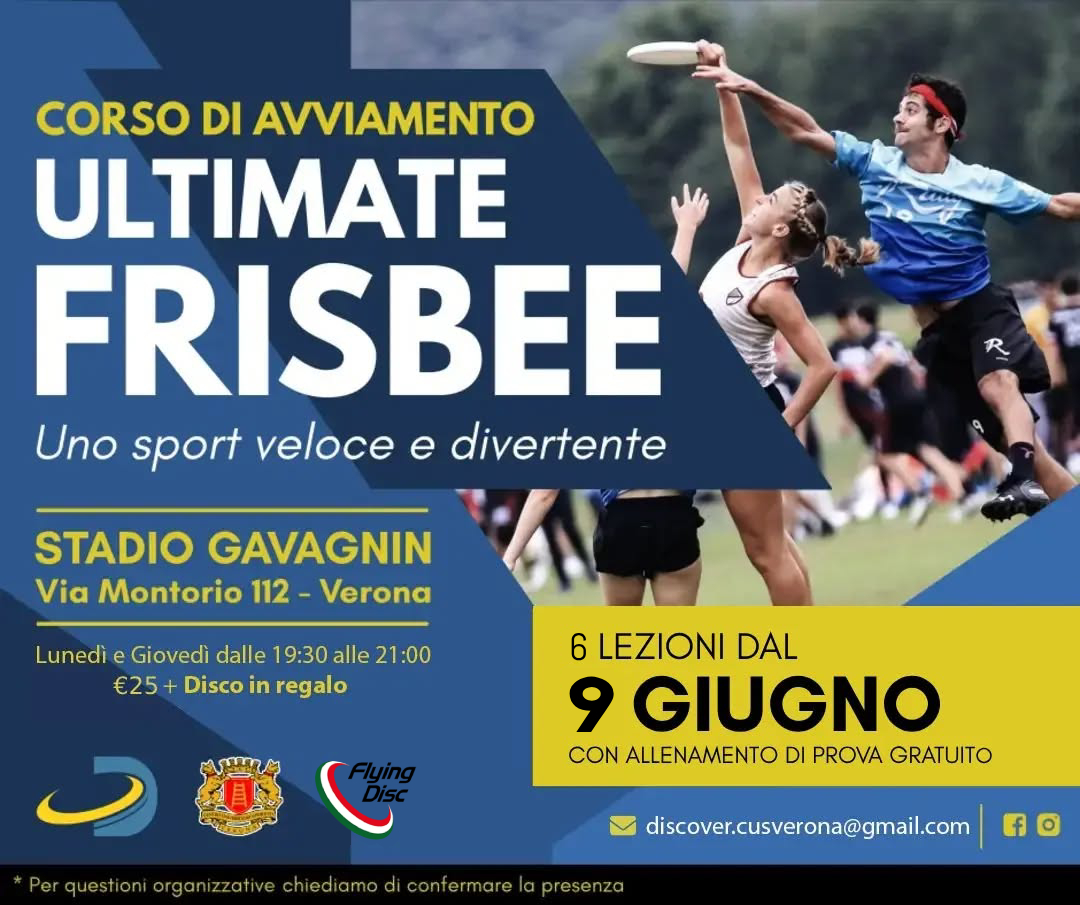 CORSO DI AVVIAMENTO
ULTIMATE
FRISBEE
Uno sport veloce e divertente
STADIO GAVAGNIN
Via Montorio 112 - Verona
Lunedì e Giovedì dalle 19:30 alle 21:00
€25 + Disco in regalo
6 LEZIONI DAL
9 GIUGNO
CON ALLENAMENTO DI PROVA GRATUITO
Flying
Disc
discover.cusverona@gmail.com
* Per questioni organizzative chiediamo di confermare la presenza